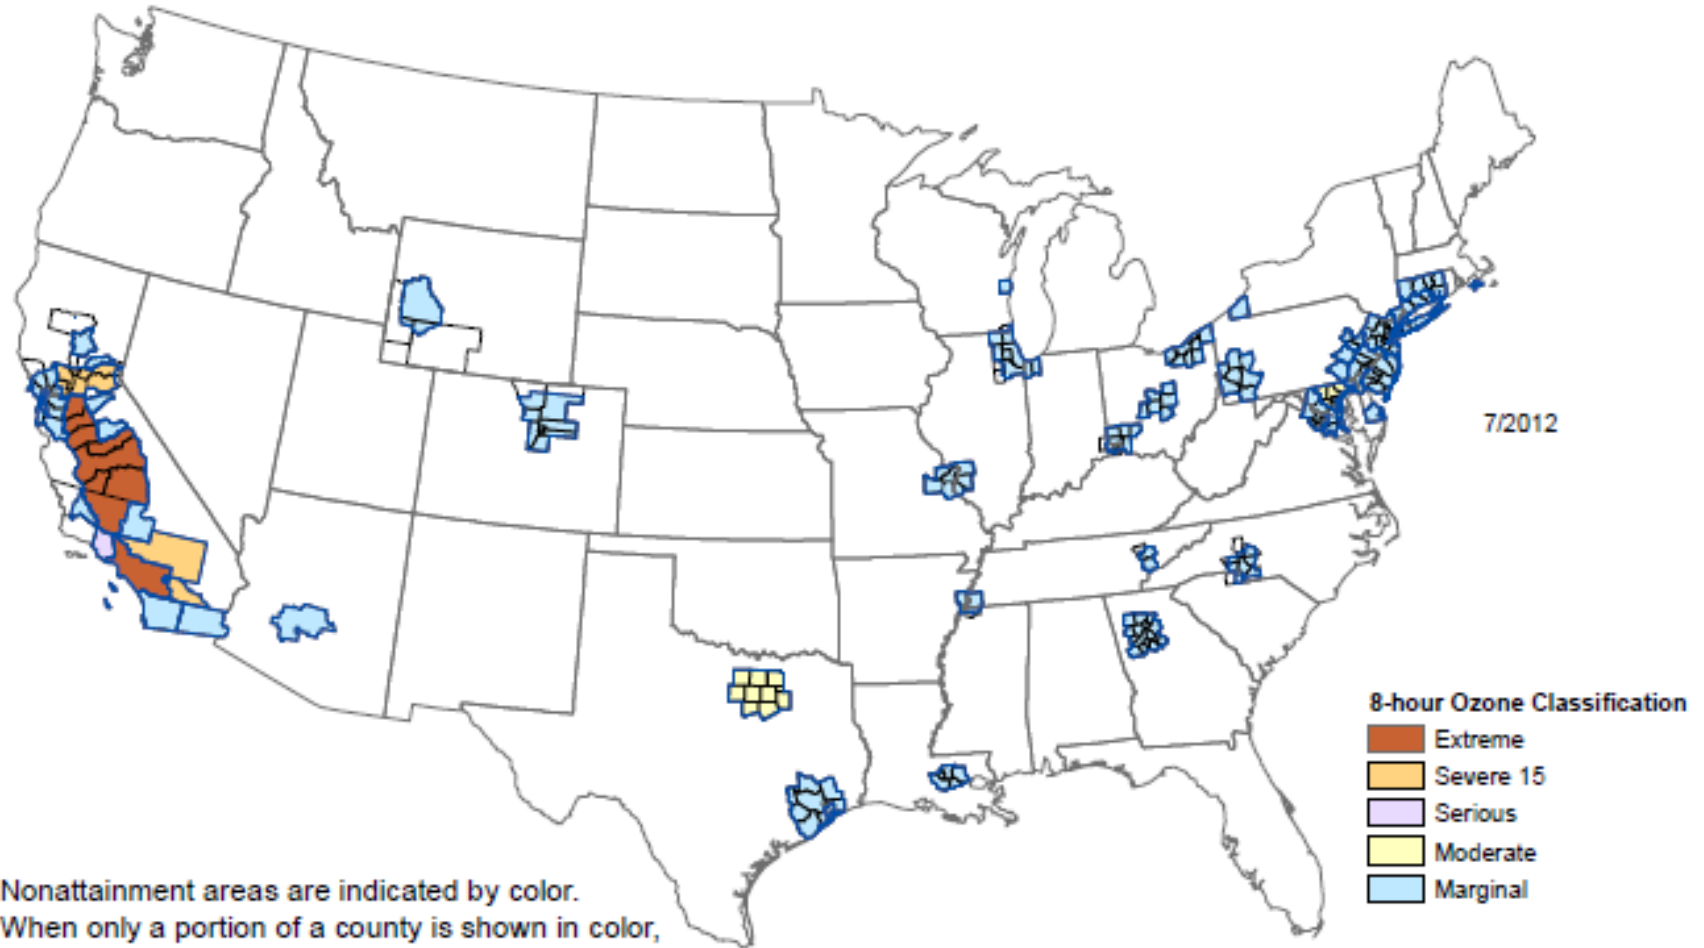 7/2012
8-hour Ozone Classification
Extreme
Severe 15
Serious
Moderate
Marginal
Nonattainment areas are indicated by color.
When only a portion of a county is shown in color,